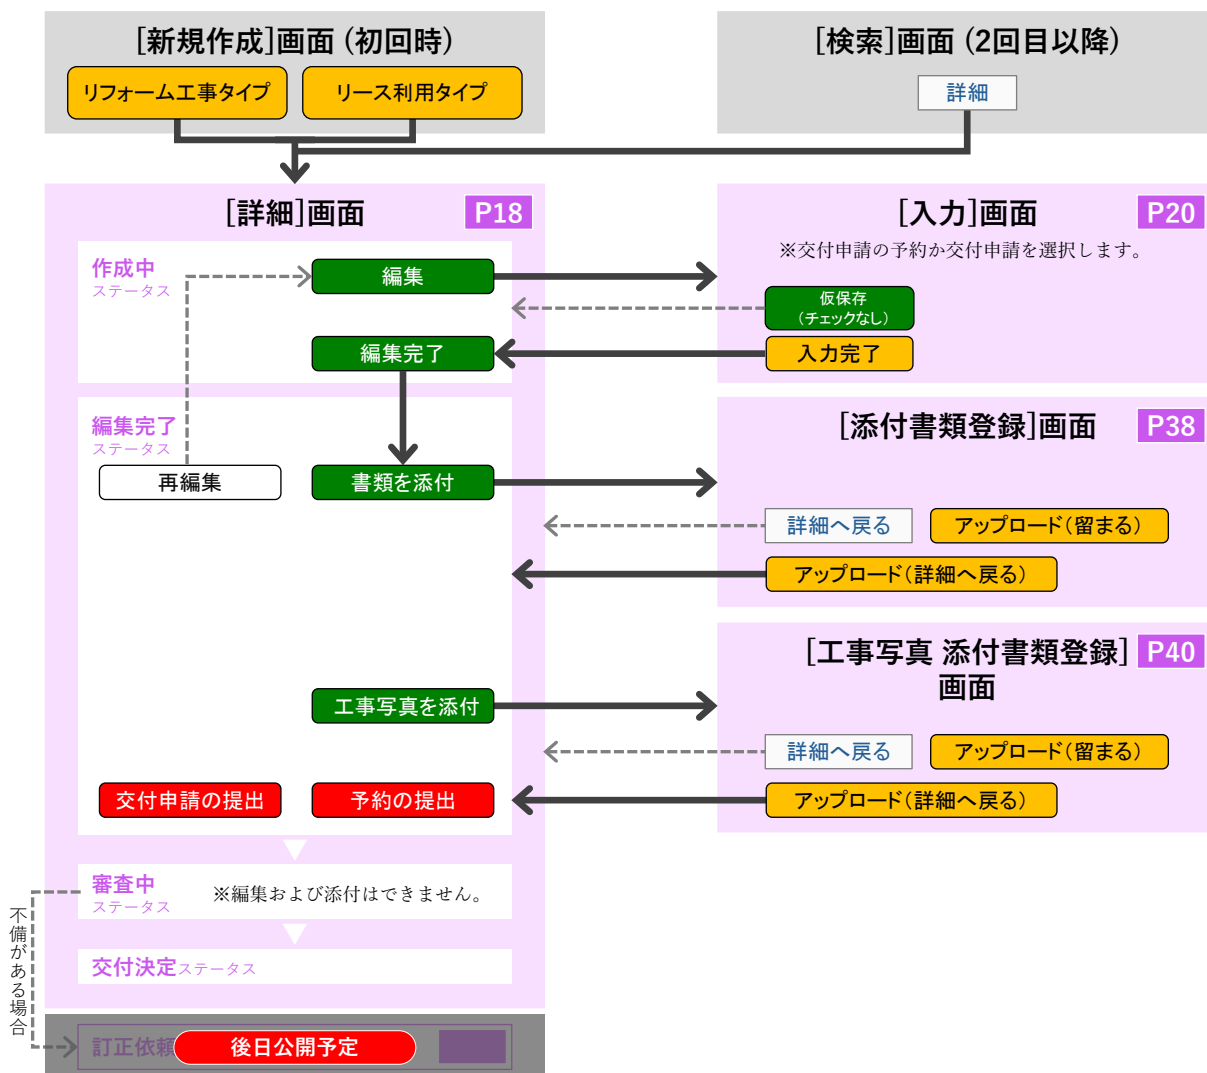 [新規作成]画面 (初回時)
リフォーム工事タイプ
リース利用タイプ
[検索]画面 (2回目以降)
詳細
[詳細]画面
P18
作成中
ステータス
編集
編集完了
編集完了
ステータス
再編集
書類を添付
工事写真を添付
交付申請の提出
予約の提出
審査中
ステータス
※編集および添付はできません。
交付決定ステータス
不備がある場合
訂正依頼
後日公開予定
[入力]画面
P20
※交付申請の予約か交付申請を選択します。
仮保存
(チェックなし)
入力完了
[添付書類登録]画面
P38
詳細へ戻る
アップロード(留まる)
アップロード(詳細へ戻る)
[工事写真 添付書類登録]
画面
P40
詳細へ戻る
アップロード(留まる)
アップロード(詳細へ戻る)